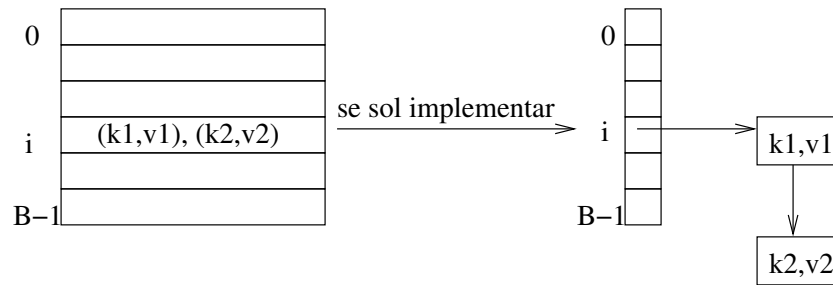 0
i
B−1
(k1,v1), (k2,v2)
se sol implementar
0
i
B−1
k1,v1
k2,v2